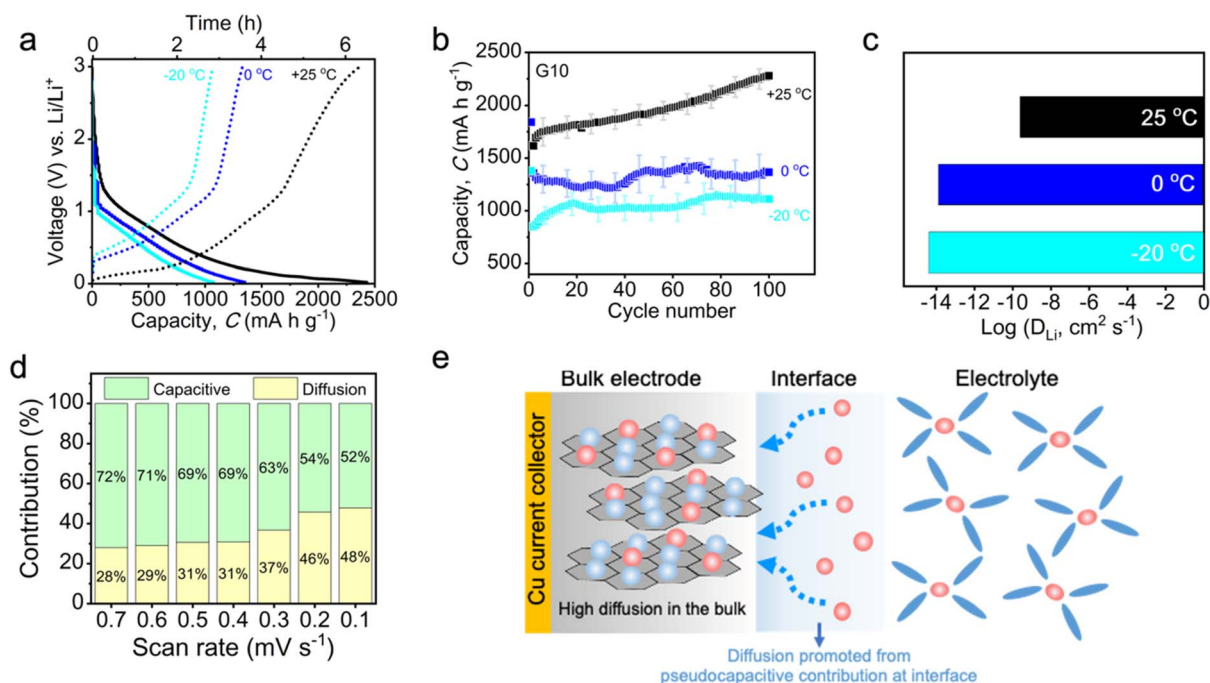 a
Time (h)
0 2 4 6
-20 °C 0 °C +25 °C
Voltage (V) vs. Li/Li⁺
3
2
1
0
0 500 1000 1500 2000 2500
Capacity, C (mA h g⁻¹)
b
G10
+25 °C
0 °C
-20 °C
Capacity, C (mA h g⁻¹)
2500
2000
1500
1000
500
0 20 40 60 80 100
Cycle number
c
25 °C
0 °C
-20 °C
-14 -12 -10 -8 -6 -4 -2 0
Log (D_Li, cm² s⁻¹)
d
Capacitive Diffusion
Contribution (%)
100
80
60
40
20
0
72% 71% 69% 69% 63% 54% 52%
28% 29% 31% 31% 37% 46% 48%
0.7 0.6 0.5 0.4 0.3 0.2 0.1
Scan rate (mV s⁻¹)
e
Bulk electrode Interface Electrolyte
Cu current collector
High diffusion in the bulk
Diffusion promoted from
pseudocapacitive contribution at interface